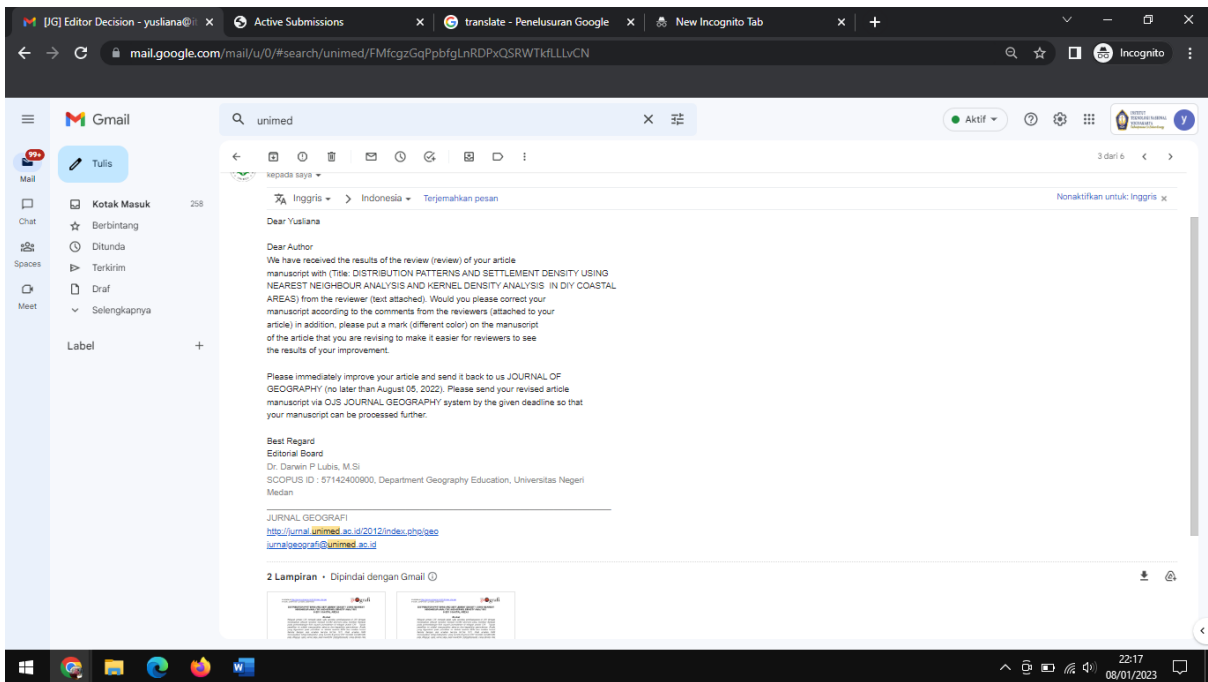 [JG] Editor Decision - yusliana@it
Active Submissions
translate - Penelusuran Google
New Incognito Tab
mail.google.com/mail/u/0/#search/unimed/FMfcgzGqPpbfgLnRDPxQSRWTkfLLLvCN
Incognito
Gmail
unimed
Aktif
y
99+
Mail
Tulis
3 dari 6
kepada saya
Inggris
Indonesia
Terjemahkan pesan
Nonaktifkan untuk: Inggris x
Chat
Spaces
Meet
Kotak Masuk 258
Berbintang
Ditunda
Terkirim
Draf
Selengkapnya
Label +
Dear Yusliana
Dear Author
We have received the results of the review (review) of your article
manuscript with (Title: DISTRIBUTION PATTERNS AND SETTLEMENT DENSITY USING
NEAREST NEIGHBOUR ANALYSIS AND KERNEL DENSITY ANALYSIS IN DIY COASTAL
AREAS) from the reviewer (text attached). Would you please correct your
manuscript according to the comments from the reviewers (attached to your
article) in addition, please put a mark (different color) on the manuscript
of the article that you are revising to make it easier for reviewers to see
the results of your improvement.
Please immediately improve your article and send it back to us JOURNAL OF
GEOGRAPHY (no later than August 05, 2022). Please send your revised article
manuscript via OJS JOURNAL GEOGRAPHY system by the given deadline so that
your manuscript can be processed further.
Best Regard
Editorial Board
Dr. Darwin P Lubis, M.Si
SCOPUS ID : 57142400900, Department Geography Education, Universitas Negeri
Medan
JURNAL GEOGRAFI
http://jurnal.unimed.ac.id/2012/index.php/geo
jurnalgeografi@unimed.ac.id
2 Lampiran • Dipindai dengan Gmail
22:17
08/01/2023